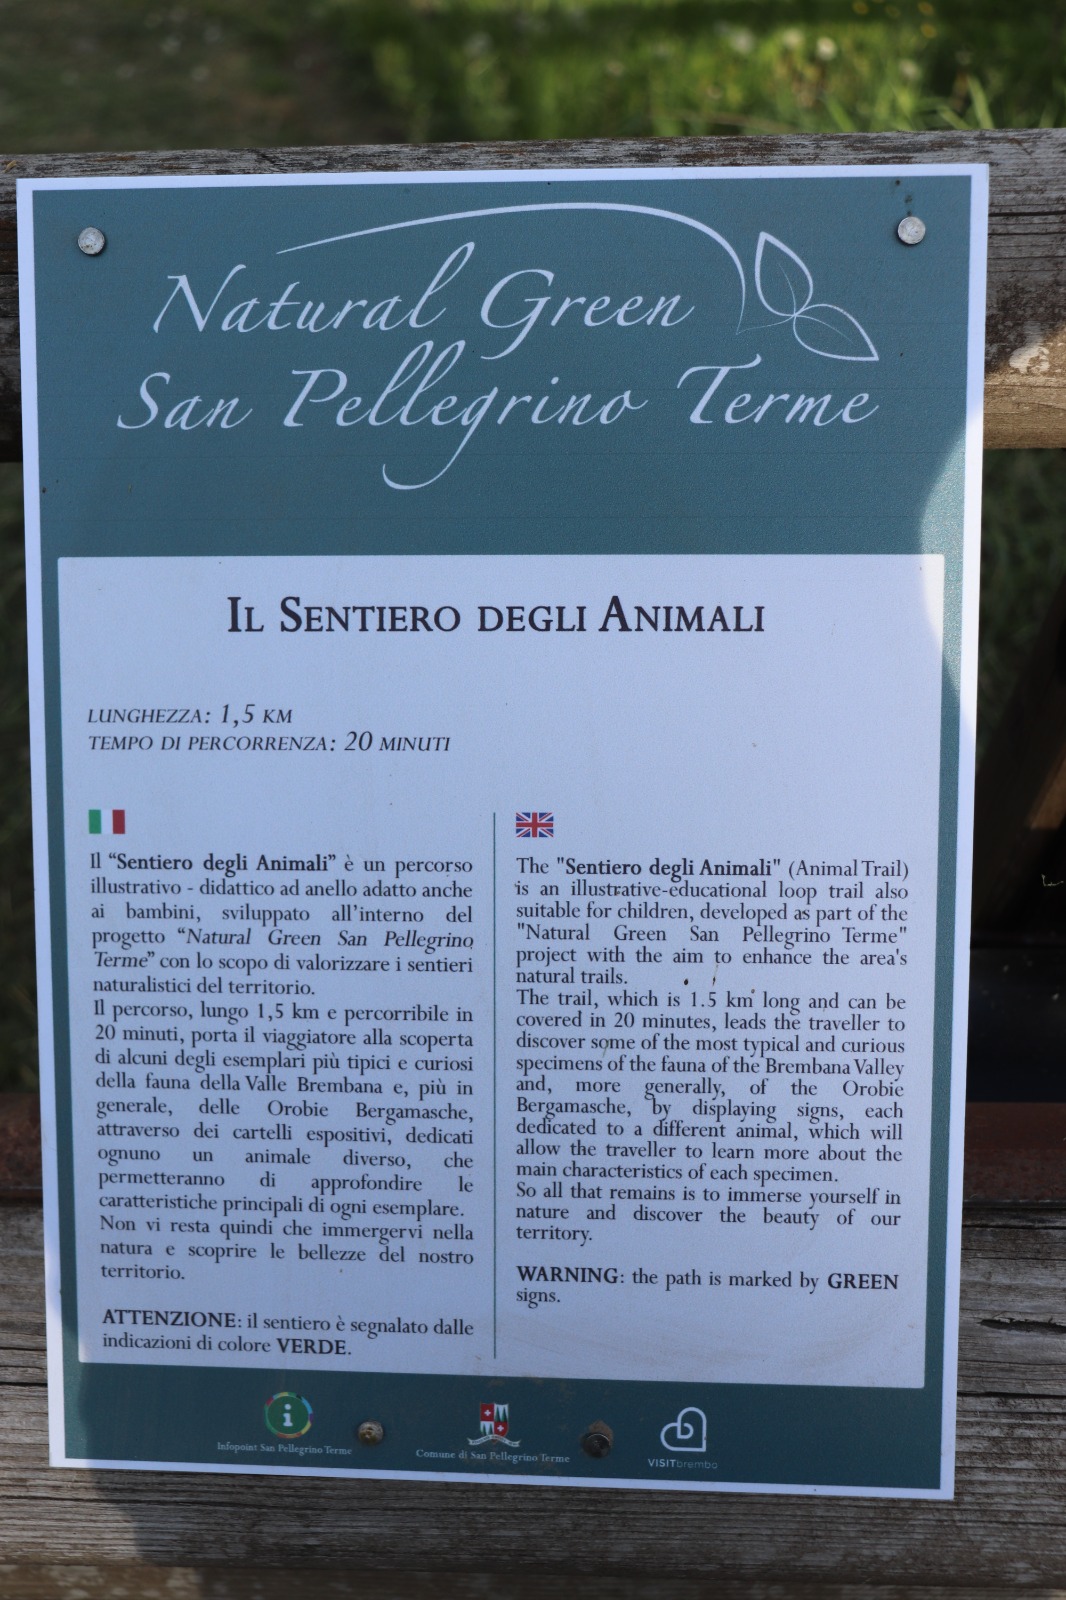 Natural Green
San Pellegrino Terme
IL SENTIERO DEGLI ANIMALI
LUNGHEZZA: 1,5 KM
TEMPO DI PERCORRENZA: 20 MINUTI
Il “Sentiero degli Animali” è un percorso
illustrativo - didattico ad anello adatto anche
ai bambini, sviluppato all’interno del
progetto “Natural Green San Pellegrino
Terme” con lo scopo di valorizzare i sentieri
naturalistici del territorio.
Il percorso, lungo 1,5 km e percorribile in
20 minuti, porta il viaggiatore alla scoperta
di alcuni degli esemplari più tipici e curiosi
della fauna della Valle Brembana e, più in
generale, delle Orobie Bergamasche,
attraverso dei cartelli espositivi, dedicati
ognuno un animale diverso, che
permetteranno di approfondire le
caratteristiche principali di ogni esemplare.
Non vi resta quindi che immergervi nella
natura e scoprire le bellezze del nostro
territorio.
ATTENZIONE: il sentiero è segnalato dalle
indicazioni di colore VERDE.
The "Sentiero degli Animali" (Animal Trail)
is an illustrative-educational loop trail also
suitable for children, developed as part of the
"Natural Green San Pellegrino Terme"
project with the aim to enhance the area's
natural trails.
The trail, which is 1.5 km long and can be
covered in 20 minutes, leads the traveller to
discover some of the most typical and curious
specimens of the fauna of the Brembana Valley
and, more generally, of the Orobie
Bergamasche, by displaying signs, each
dedicated to a different animal, which will
allow the traveller to learn more about the
main characteristics of each specimen.
So all that remains is to immerse yourself in
nature and discover the beauty of our
territory.
WARNING: the path is marked by GREEN
signs.
Infopoint San Pellegrino Terme
Comune di San Pellegrino Terme
VISITbrembo